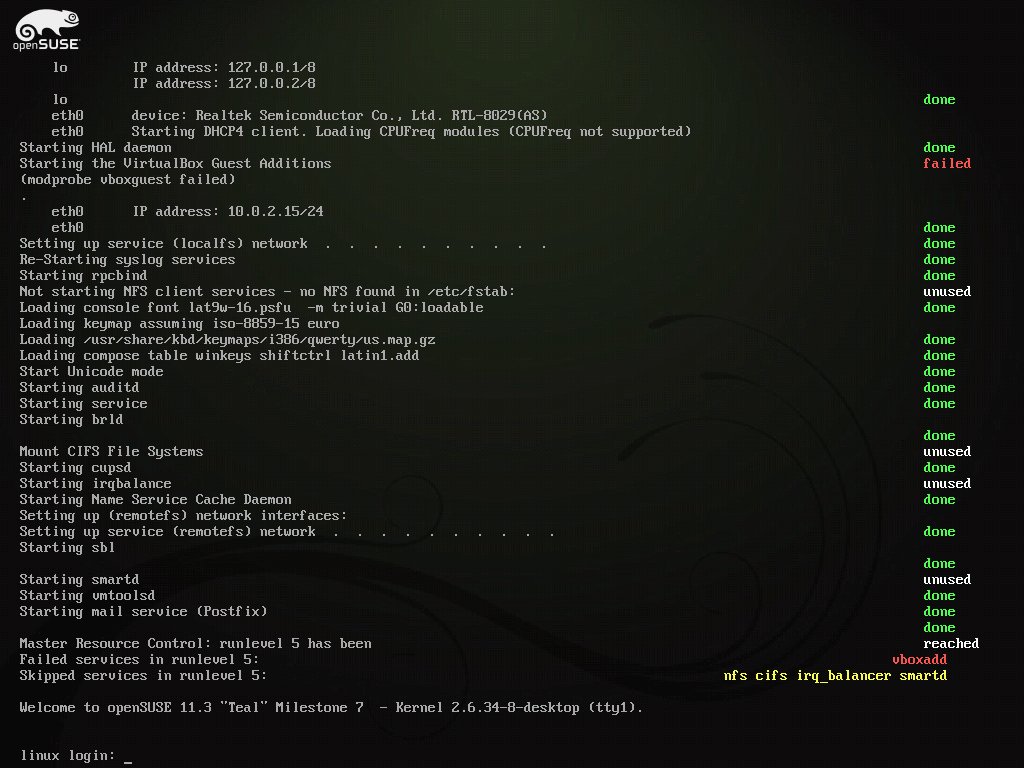 openSUSE
lo IP address: 127.0.0.1/8
IP address: 127.0.0.2/8
lo done
eth0 device: Realtek Semiconductor Co., Ltd. RTL-8029(AS)
eth0 Starting DHCP4 client. Loading CPUFreq modules (CPUFreq not supported)
Starting HAL daemon done
Starting the VirtualBox Guest Additions failed
(modprobe vboxguest failed)
.
eth0 IP address: 10.0.2.15/24
eth0 done
Setting up service (localfs) network . . . . . . . . . . done
Re-Starting syslog services done
Starting rpcbind done
Not starting NFS client services - no NFS found in /etc/fstab: unused
Loading console font lat9w-16.psfu -m trivial G0:loadable done
Loading keymap assuming iso-8859-15 euro
Loading /usr/share/kbd/keymaps/i386/qwerty/us.map.gz done
Loading compose table winkeys shiftctrl latin1.add done
Start Unicode mode done
Starting auditd done
Starting service done
Starting brld
done
Mount CIFS File Systems unused
Starting cupsd done
Starting irqbalance unused
Starting Name Service Cache Daemon done
Setting up (remotefs) network interfaces:
Setting up service (remotefs) network . . . . . . . . . . done
Starting sbl
done
Starting smartd unused
Starting vmtoolsd done
Starting mail service (Postfix) done
done
Master Resource Control: runlevel 5 has been reached
Failed services in runlevel 5: vboxadd
Skipped services in runlevel 5: nfs cifs irq_balancer smartd
Welcome to openSUSE 11.3 "Teal" Milestone 7 - Kernel 2.6.34-8-desktop (tty1).
linux login: _